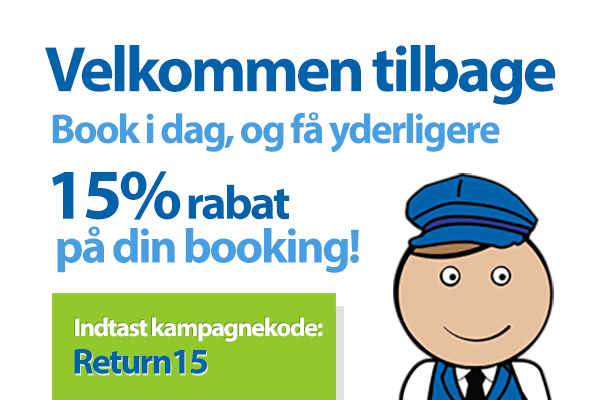 Velkommen tilbage
Book i dag, og få yderligere
15% rabat
på din booking!
Indtast kampagnekode:
Return15